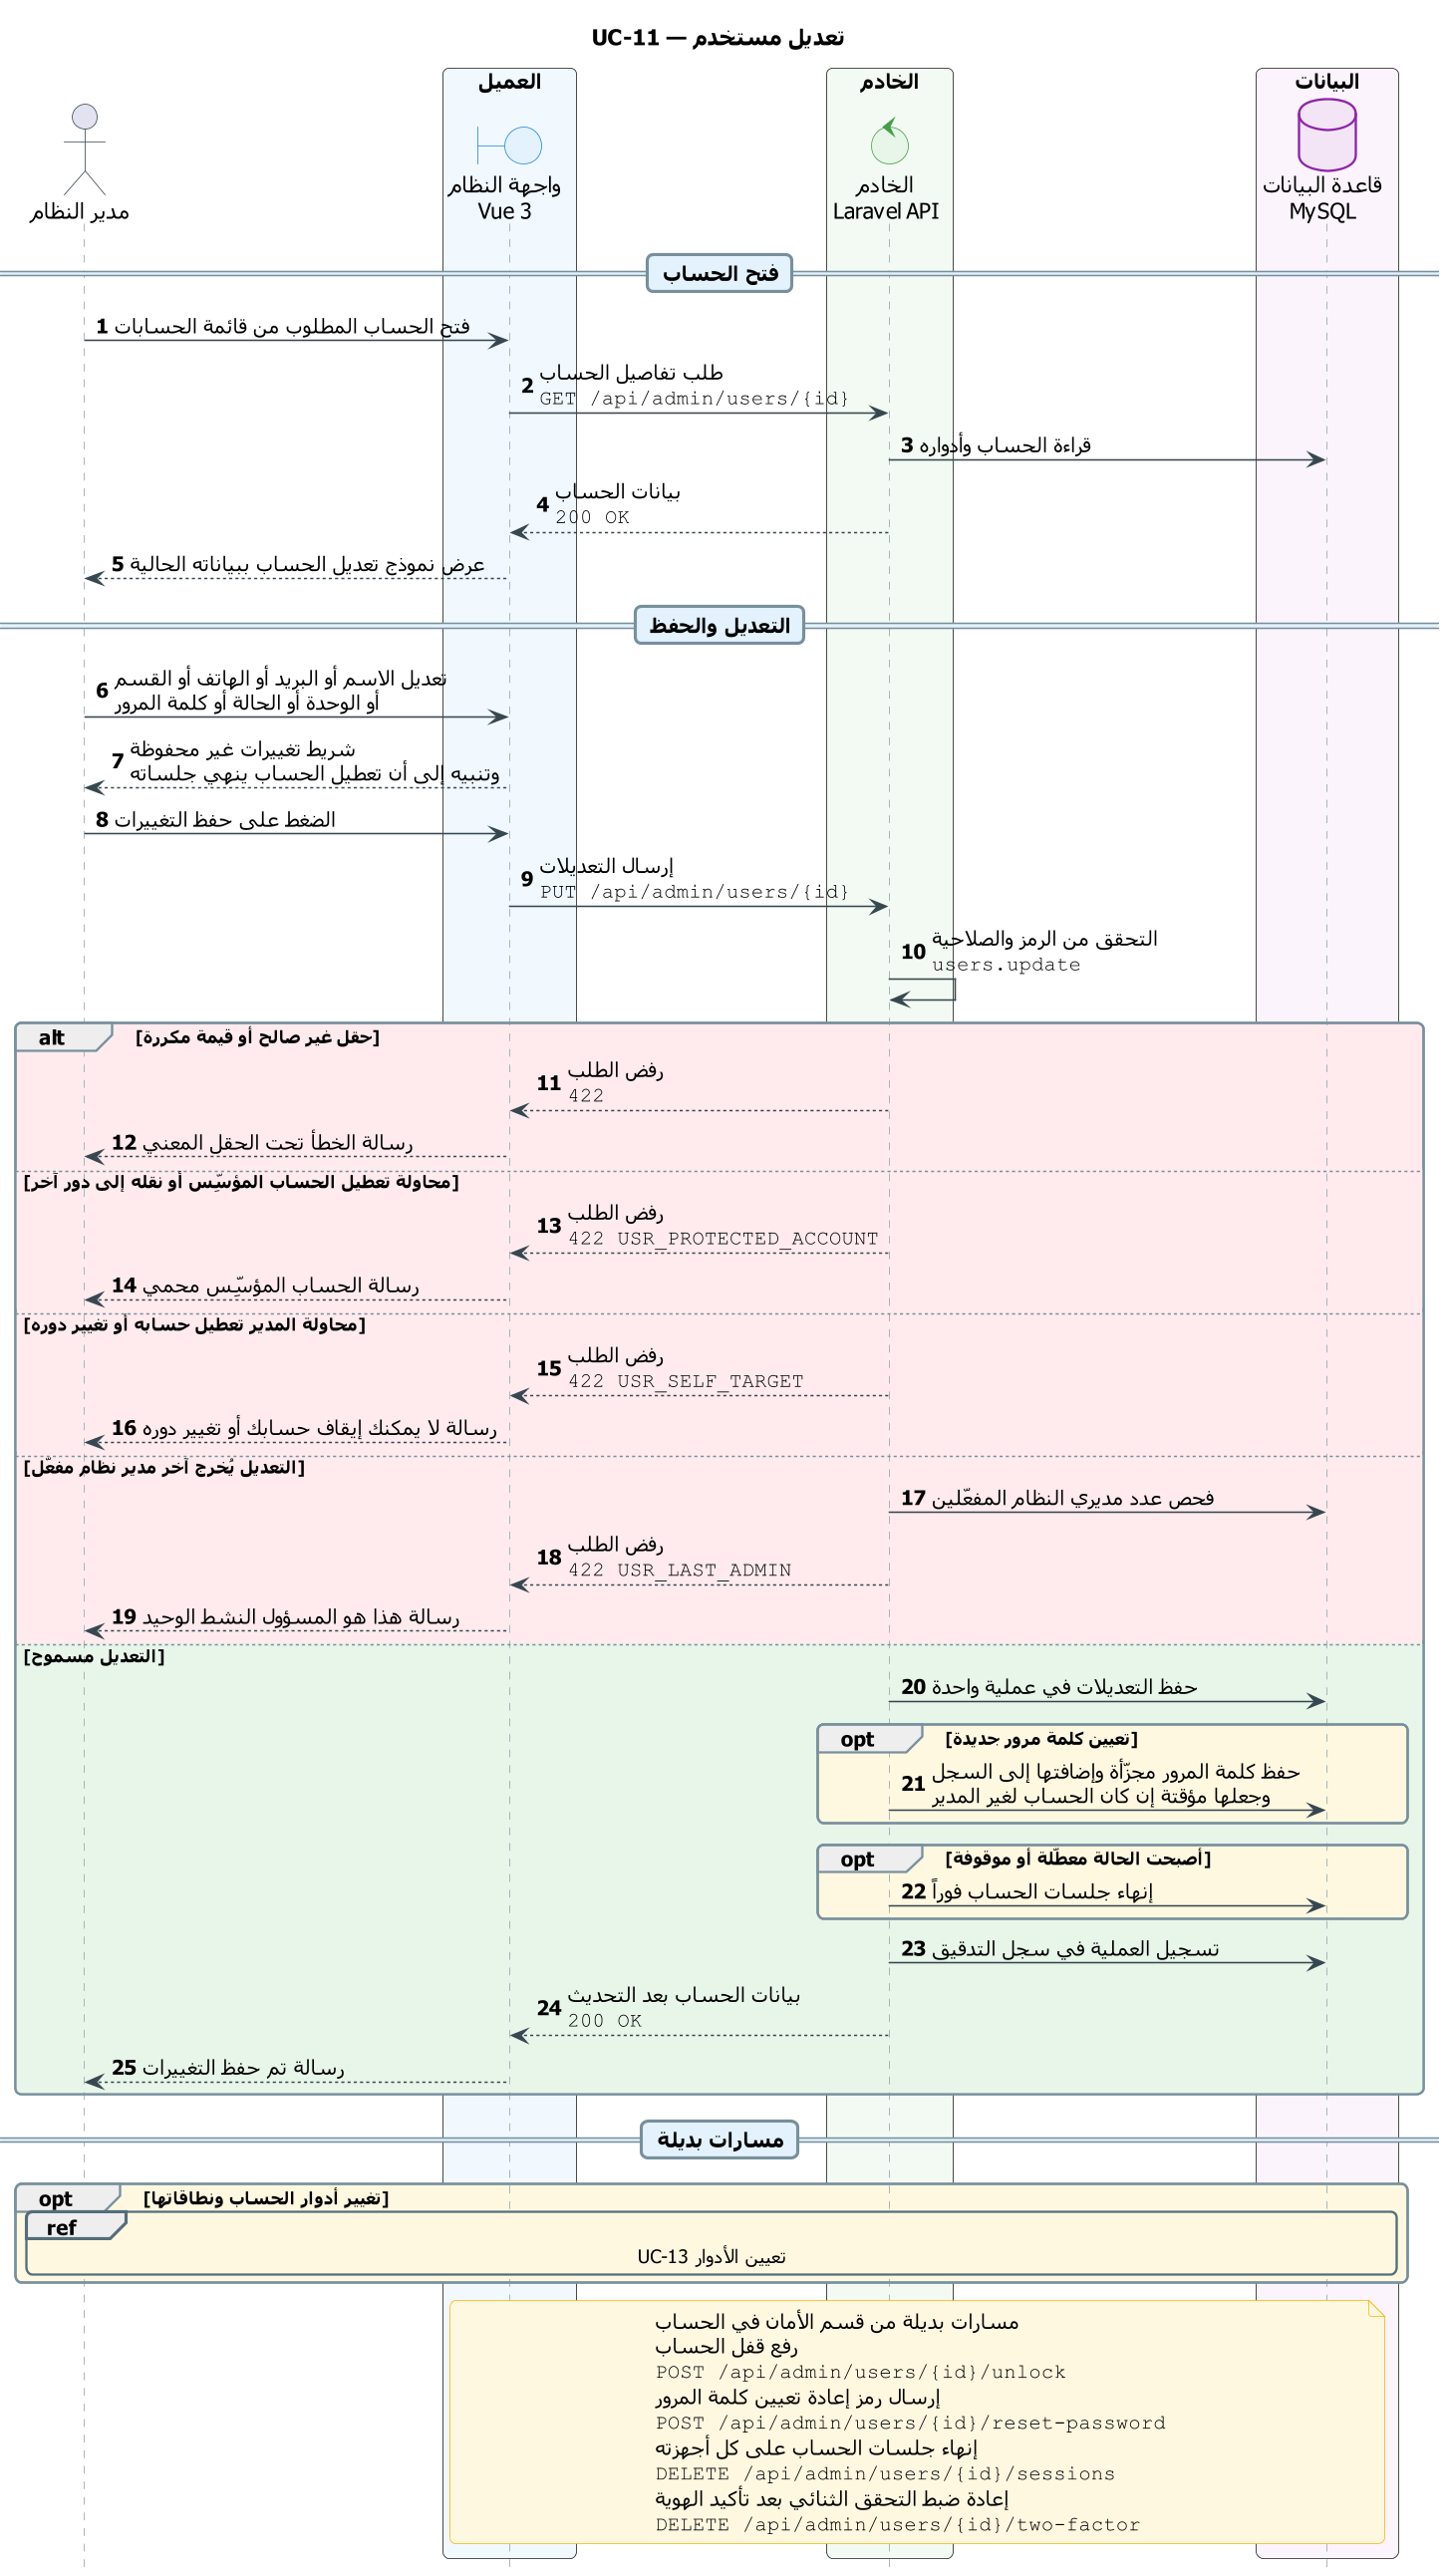 UC-11 — تعديل مستخدم
العميل
الخادم
البيانات
مدير النظام
واجهة النظام
Vue 3
الخادم
Laravel API
قاعدة البيانات
MySQL
فتح الحساب
1 فتح الحساب المطلوب من قائمة الحسابات
2 طلب تفاصيل الحساب
GET /api/admin/users/{id}
3 قراءة الحساب وأدواره
4 بيانات الحساب
200 OK
5 عرض نموذج تعديل الحساب ببياناته الحالية
التعديل والحفظ
6 تعديل الاسم أو البريد أو الهاتف أو القسم
أو الوحدة أو الحالة أو كلمة المرور
7 شريط تغييرات غير محفوظة
وتنبيه إلى أن تعطيل الحساب ينهي جلساته
8 الضغط على حفظ التغييرات
9 إرسال التعديلات
PUT /api/admin/users/{id}
10 التحقق من الرمز والصلاحية
users.update
alt [حقل غير صالح أو قيمة مكررة]
11 رفض الطلب
422
12 رسالة الخطأ تحت الحقل المعني
[محاولة تعطيل الحساب المؤسِّس أو نقله إلى دور آخر]
13 رفض الطلب
422 USR_PROTECTED_ACCOUNT
14 رسالة الحساب المؤسِّس محمي
[محاولة المدير تعطيل حسابه أو تغيير دوره]
15 رفض الطلب
422 USR_SELF_TARGET
16 رسالة لا يمكنك إيقاف حسابك أو تغيير دوره
[التعديل يُخرج آخر مدير نظام مفعّل]
17 فحص عدد مديري النظام المفعّلين
18 رفض الطلب
422 USR_LAST_ADMIN
19 رسالة هذا هو المسؤول النشط الوحيد
[التعديل مسموح]
20 حفظ التعديلات في عملية واحدة
opt [تعيين كلمة مرور جديدة]
21 حفظ كلمة المرور مجزّأة وإضافتها إلى السجل
وجعلها مؤقتة إن كان الحساب لغير المدير
opt [أصبحت الحالة معطّلة أو موقوفة]
22 إنهاء جلسات الحساب فوراً
23 تسجيل العملية في سجل التدقيق
24 بيانات الحساب بعد التحديث
200 OK
25 رسالة تم حفظ التغييرات
مسارات بديلة
opt [تغيير أدوار الحساب ونطاقاتها]
ref
UC-13 تعيين الأدوار
مسارات بديلة من قسم الأمان في الحساب
رفع قفل الحساب
POST /api/admin/users/{id}/unlock
إرسال رمز إعادة تعيين كلمة المرور
POST /api/admin/users/{id}/reset-password
إنهاء جلسات الحساب على كل أجهزته
DELETE /api/admin/users/{id}/sessions
إعادة ضبط التحقق الثنائي بعد تأكيد الهوية
DELETE /api/admin/users/{id}/two-factor